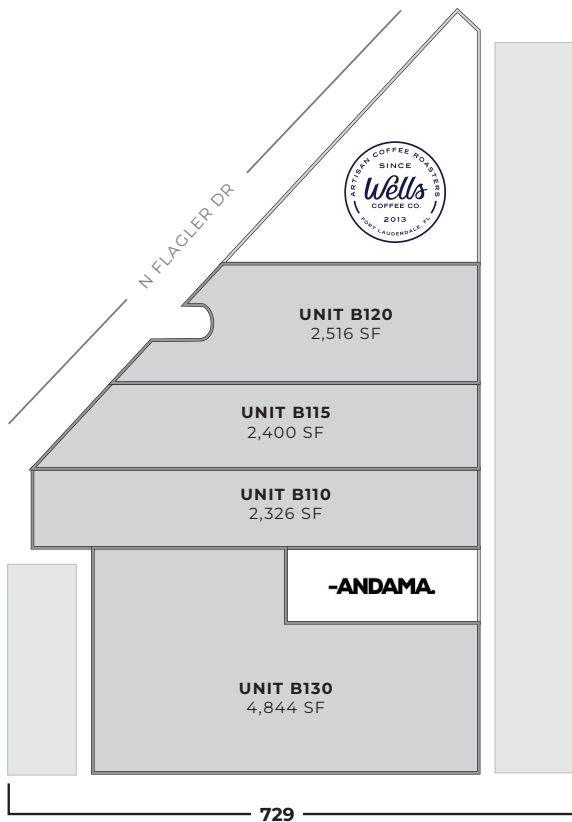 N FLAGLER DR
ARTISAN COFFEE ROASTERS
SINCE
Wells
COFFEE CO.
2013
FORT LAUDERDALE, FL
UNIT B120
2,516 SF
UNIT B115
2,400 SF
UNIT B110
2,326 SF
-ANDAMA.
UNIT B130
4,844 SF
729